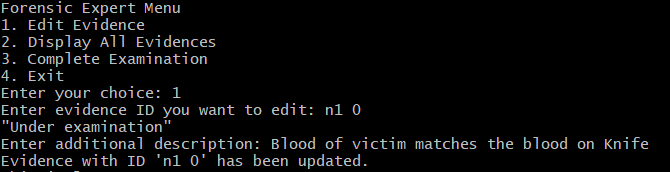 Forensic Expert Menu
1. Edit Evidence
2. Display All Evidences
3. Complete Examination
4. Exit
Enter your choice: 1
Enter evidence ID you want to edit: n1 0
"Under examination"
Enter additional description: Blood of victim matches the blood on Knife
Evidence with ID 'n1 0' has been updated.